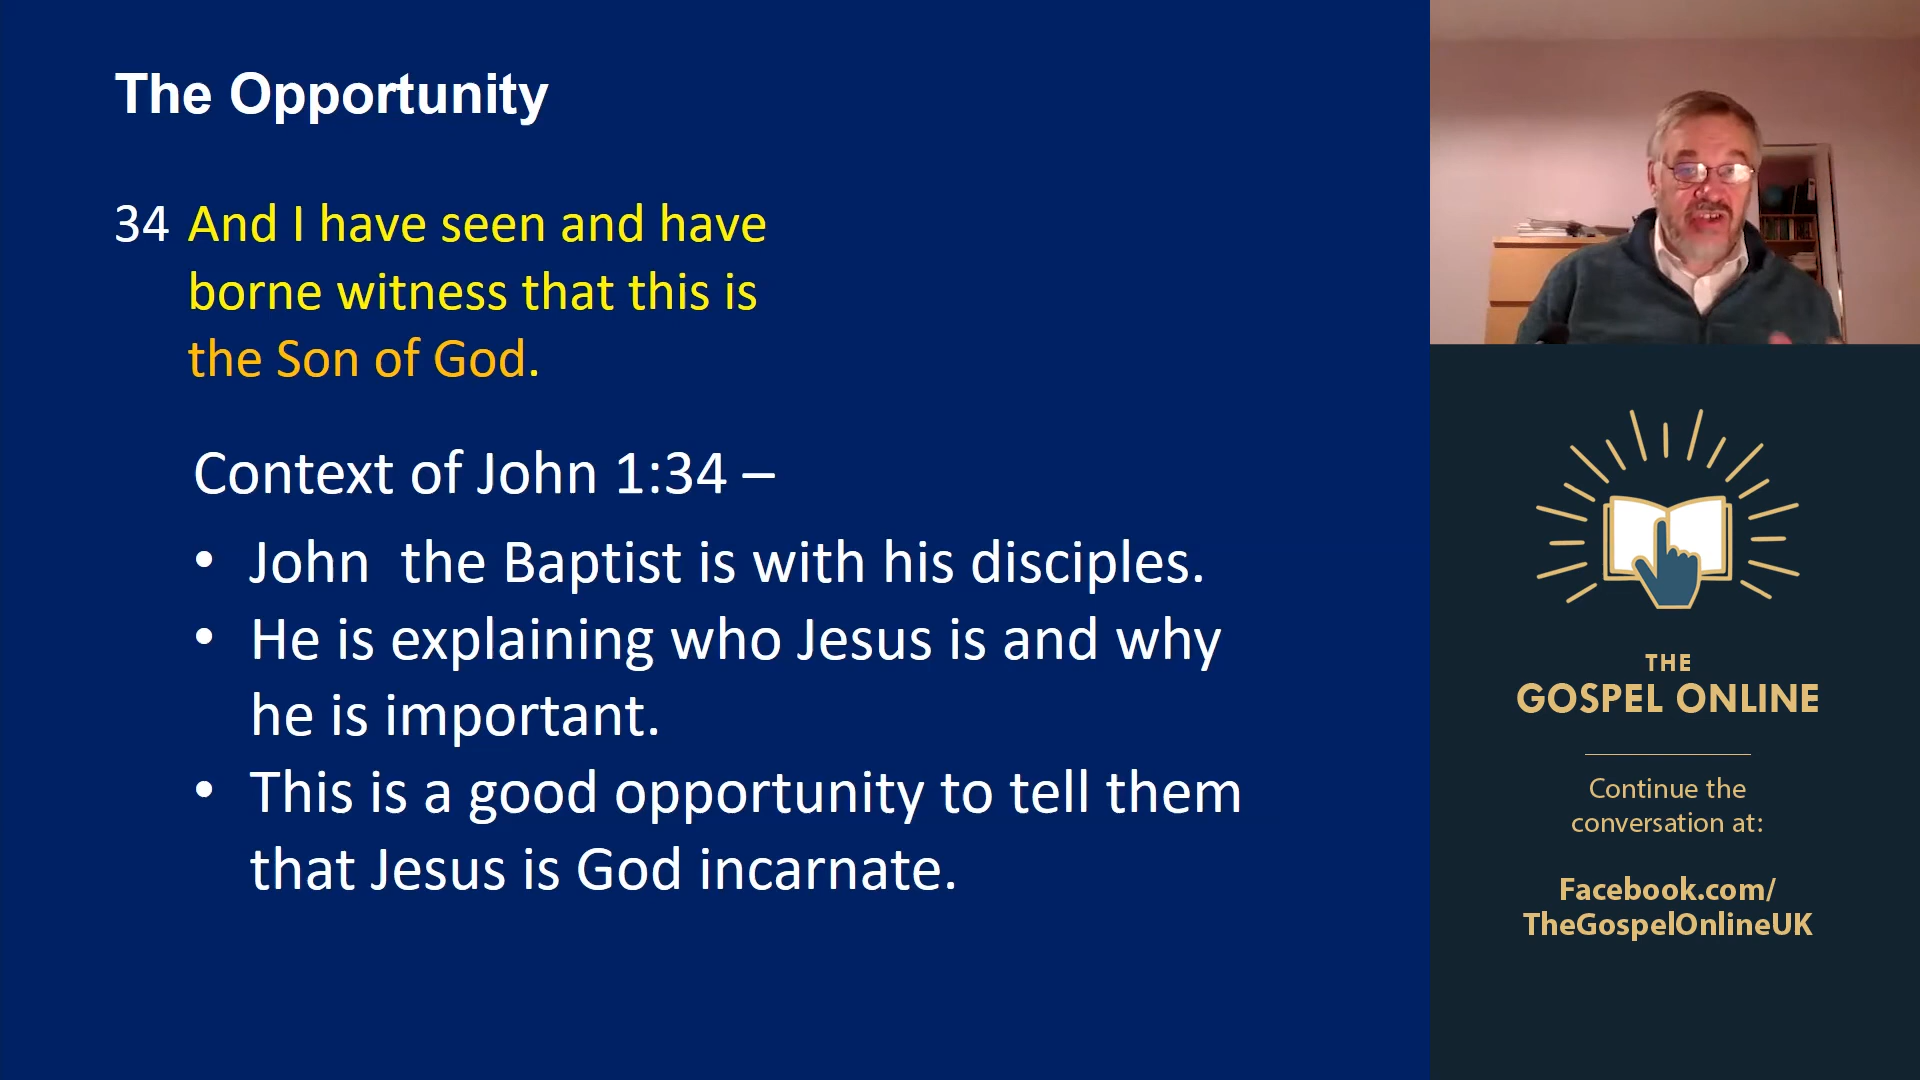 The Opportunity
34 And I have seen and have
borne witness that this is
the Son of God.
Context of John 1:34 –
• John  the Baptist is with his disciples.
• He is explaining who Jesus is and why
he is important.
• This is a good opportunity to tell them
that Jesus is God incarnate.
THE
GOSPEL ONLINE
Continue the
conversation at:
Facebook.com/
TheGospelOnlineUK